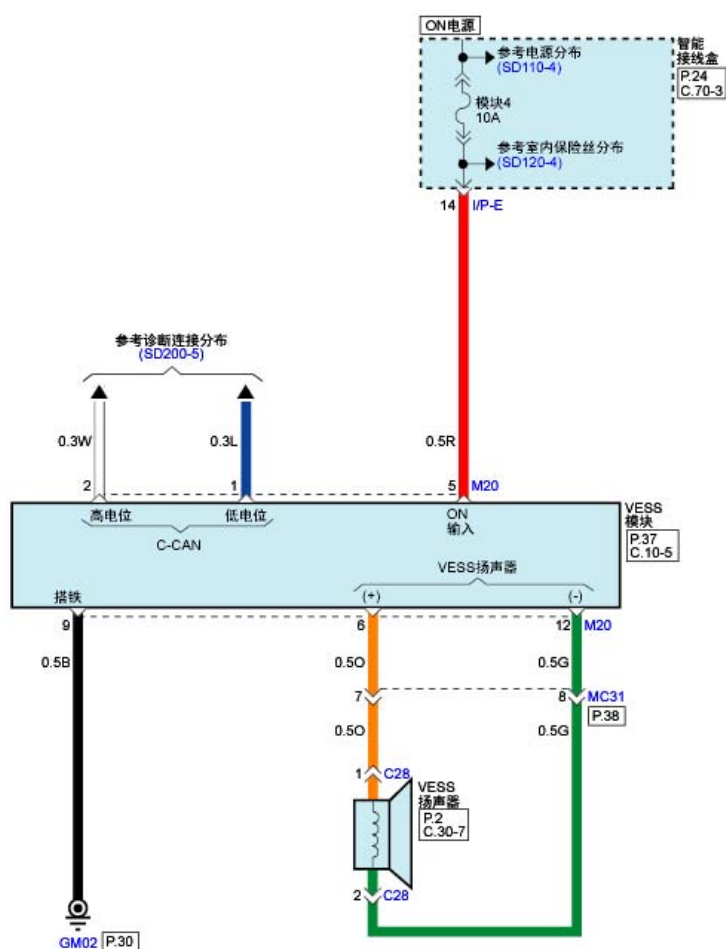 ON电源
参考电源分布
(SD110-4)
智能
接线盒
P.24
C.70-3
模块4
10A
参考室内保险丝分布
(SD120-4)
14 I/P-E
参考诊断连接分布
(SD200-5)
0.3W 0.3L 0.5R
2 1 5 M20
高电位 低电位 ON
输入
C-CAN
VESS
模块
P.37
C.10-5
VESS扬声器
搭铁 (+) (-)
9 6 12 M20
0.5B 0.5O 0.5G
7 8 MC31
P.38
0.5O 0.5G
1 C28
VESS
扬声器
P.2
C.30-7
2 C28
GM02 P.30